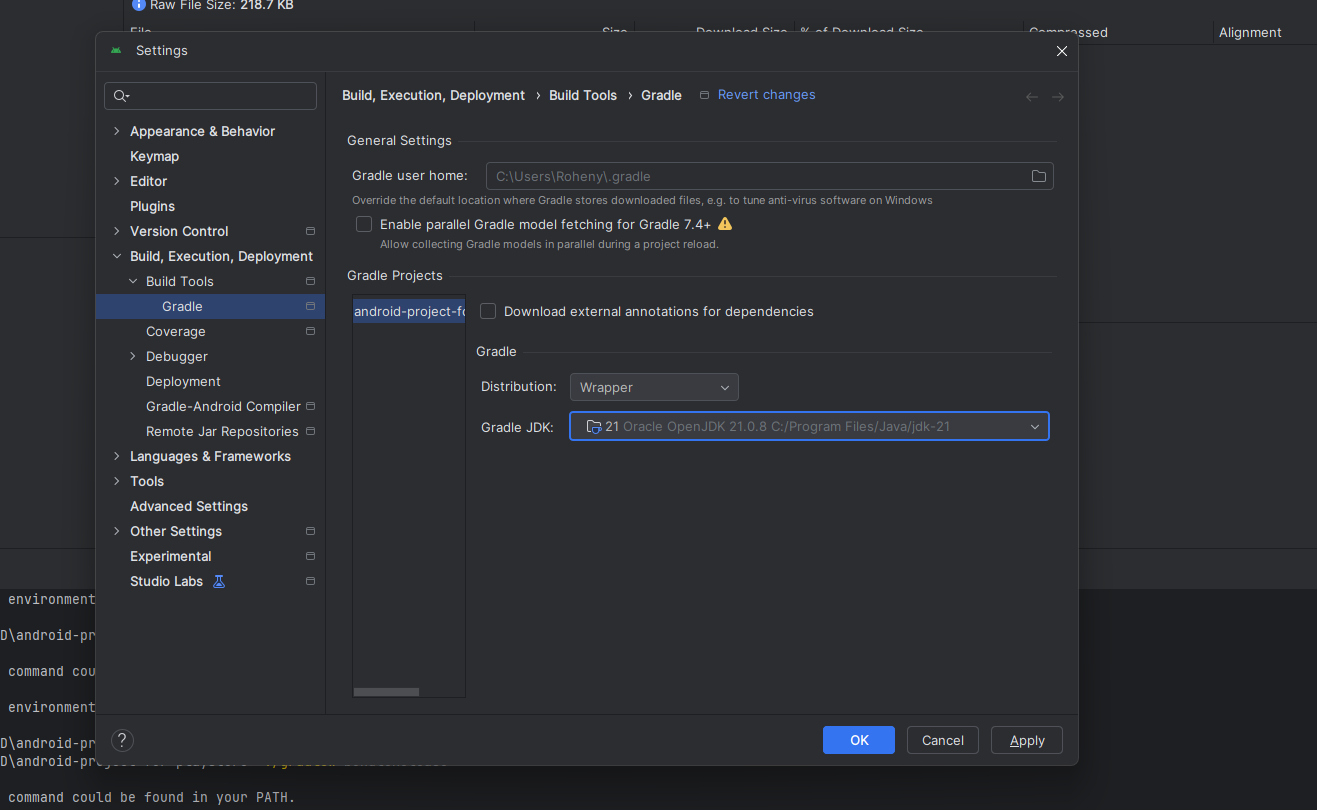 Raw File Size: 218.7 KB
File Size Download Size % of Download Size Compressed Alignment
Settings
Build, Execution, Deployment › Build Tools › Gradle Revert changes
Appearance & Behavior
Keymap
Editor
Plugins
Version Control
Build, Execution, Deployment
Build Tools
Gradle
Coverage
Debugger
Deployment
Gradle-Android Compiler
Remote Jar Repositories
Languages & Frameworks
Tools
Advanced Settings
Other Settings
Experimental
Studio Labs
General Settings
Gradle user home: C:\Users\Roheny\.gradle
Override the default location where Gradle stores downloaded files, e.g. to tune anti-virus software on Windows
Enable parallel Gradle model fetching for Gradle 7.4+
Allow collecting Gradle models in parallel during a project reload.
Gradle Projects
android-project-fo
Download external annotations for dependencies
Gradle
Distribution: Wrapper
Gradle JDK: 21 Oracle OpenJDK 21.0.8 C:/Program Files/Java/jdk-21
? OK Cancel Apply
environment
D\android-pr
command cou
environment
D\android-pr
D\android-pr
command could be found in your PATH.